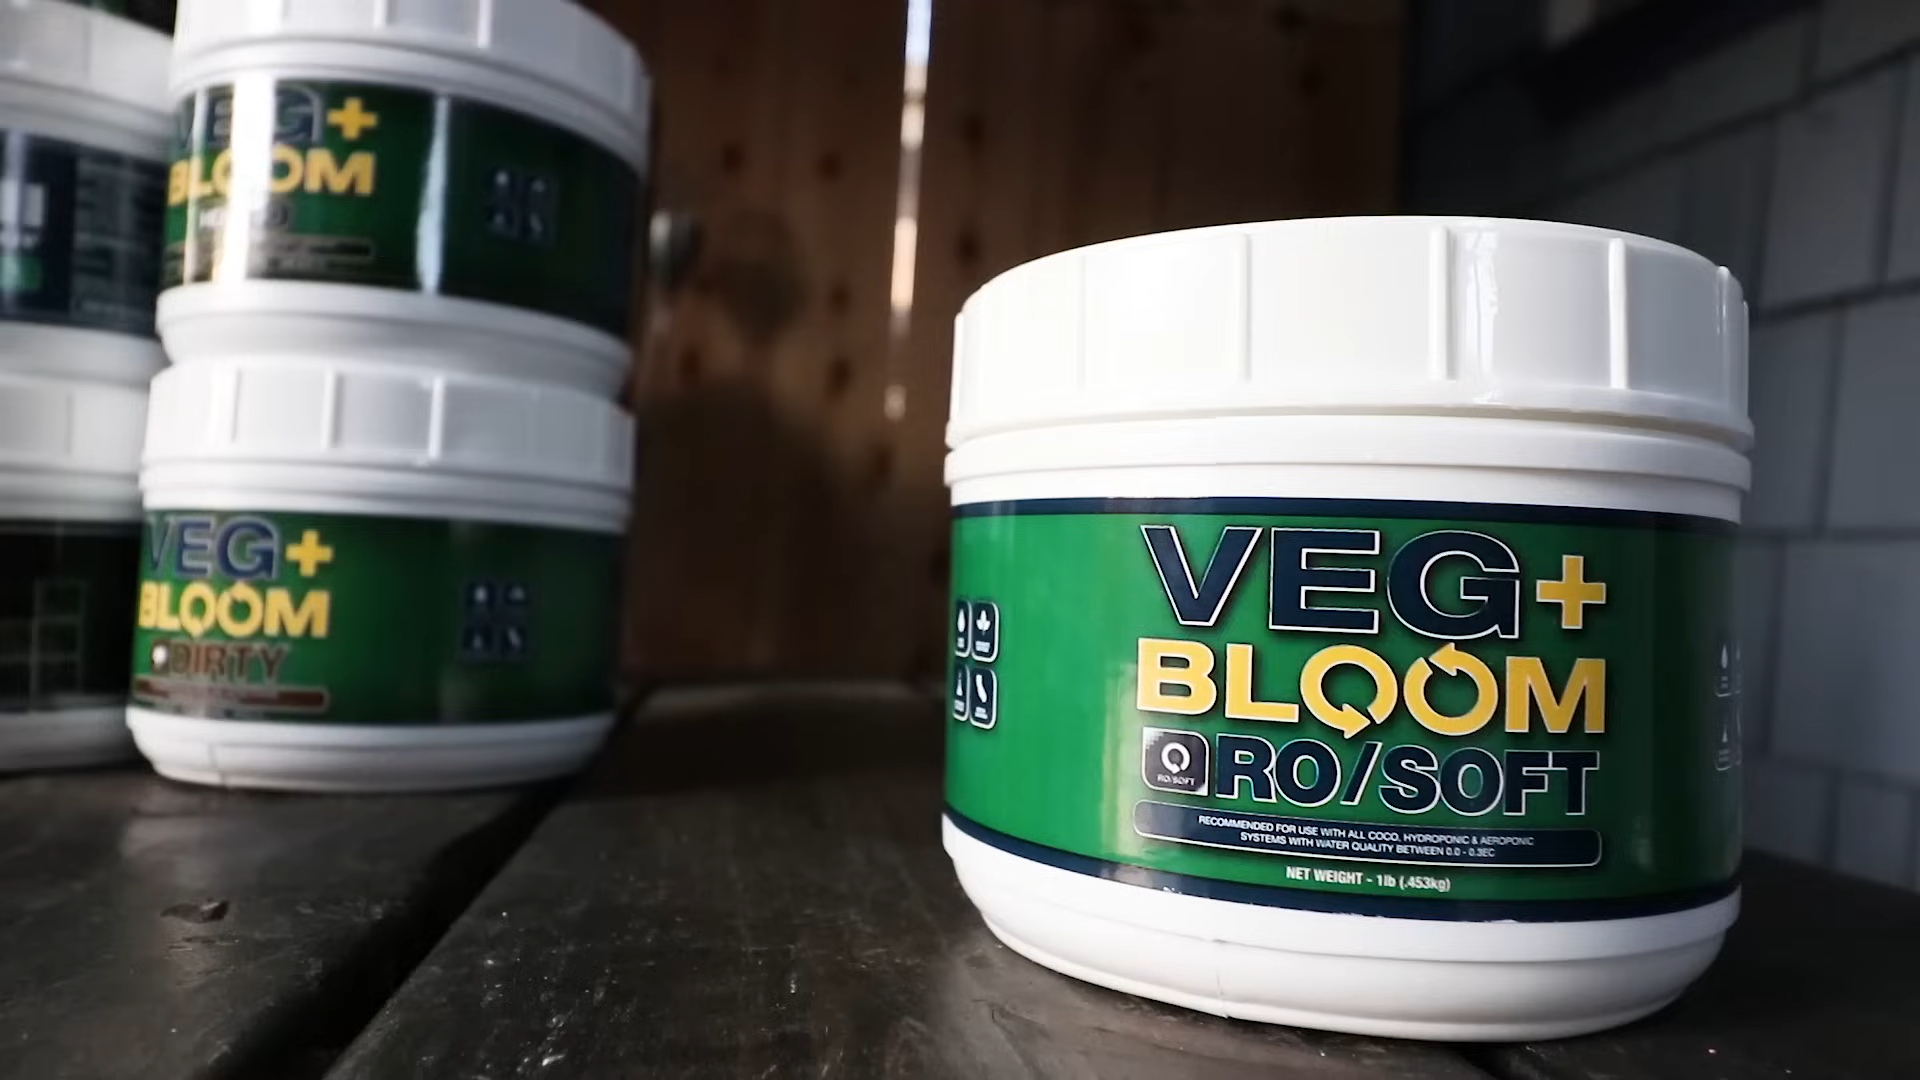 VEG+
BLOOM
VEG+
BLOOM
DIRTY
VEG+
BLOOM
RO/SOFT
RO/SOFT
RECOMMENDED FOR USE WITH ALL COCO, HYDROPONIC & AEROPONIC
SYSTEMS WITH WATER QUALITY BETWEEN 0.0 - 0.3EC
NET WEIGHT - 1lb (.453kg)